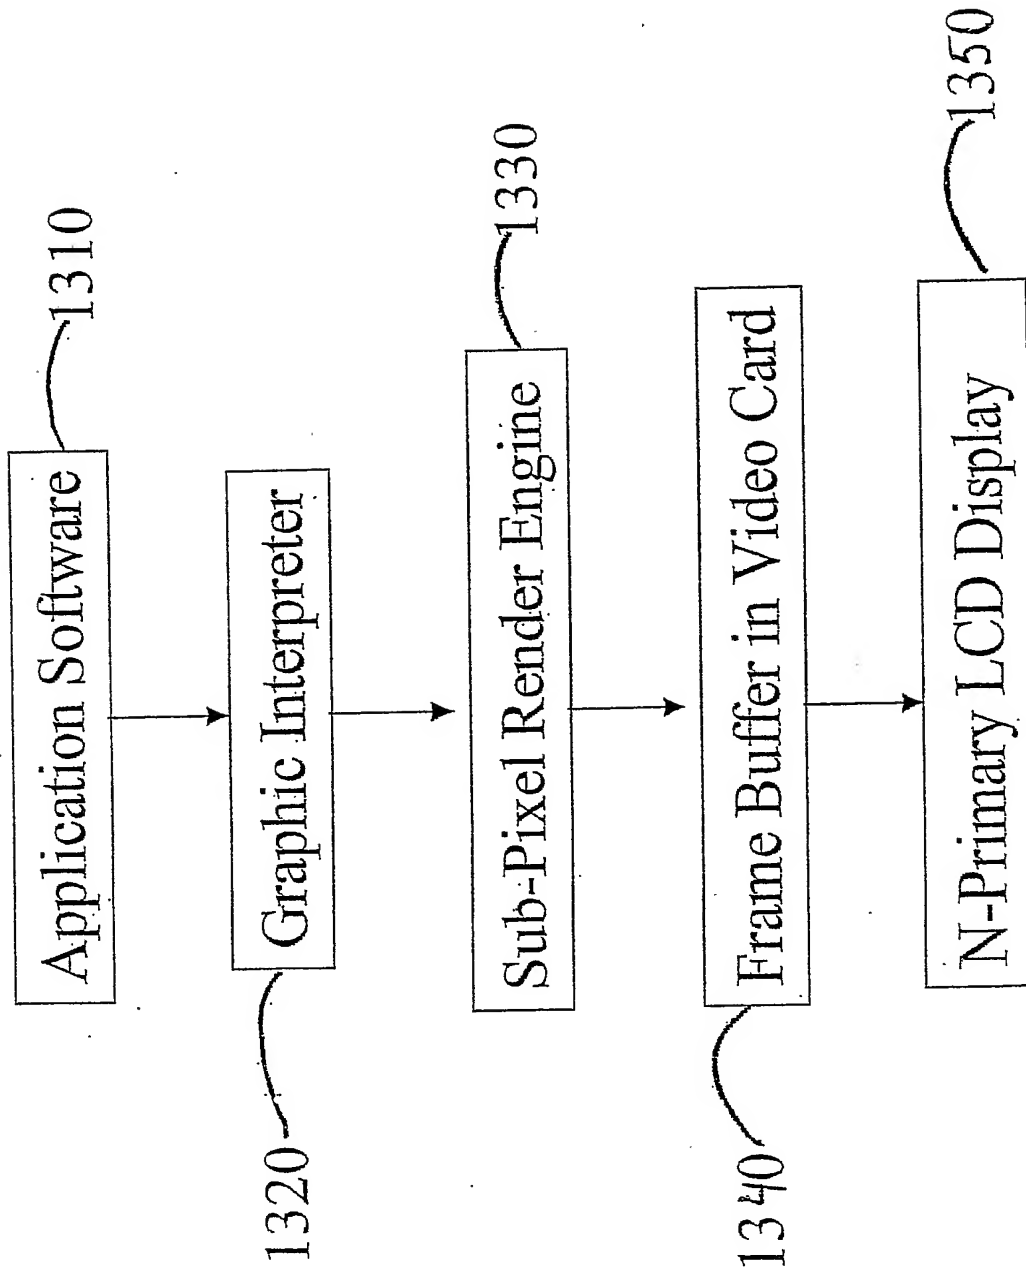 Application Software
1310
Graphic Interpreter
1320
Sub-Pixel Render Engine
1330
Frame Buffer in Video Card
1340
N-Primary LCD Display
1350